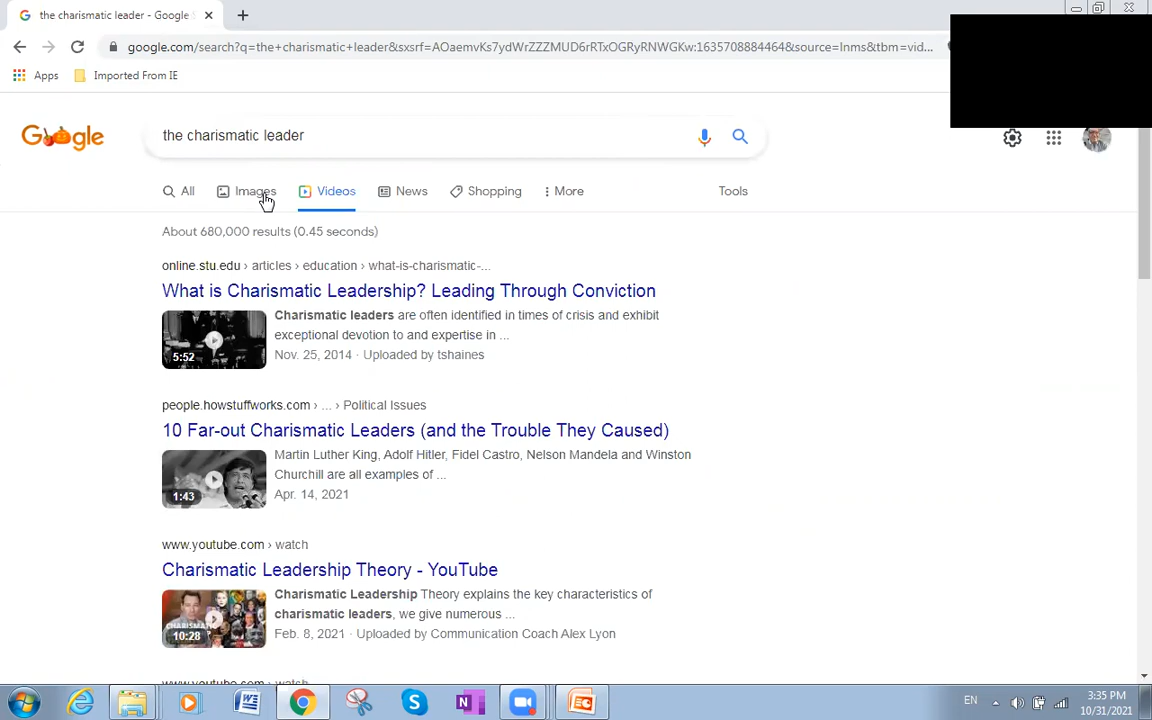 the charismatic leader - Google
google.com/search?q=the+charismatic+leader&sxsrf=AOaemvKs7ydWrZZZMUD6rRTxOGRyRNWGKw:1635708884464&source=lnms&tbm=vid...
Apps Imported From IE
Google
the charismatic leader
All Images Videos News Shopping More Tools
About 680,000 results (0.45 seconds)
online.stu.edu › articles › education › what-is-charismatic-...
What is Charismatic Leadership? Leading Through Conviction
Charismatic leaders are often identified in times of crisis and exhibit
exceptional devotion to and expertise in ...
5:52
Nov. 25, 2014 · Uploaded by tshaines
people.howstuffworks.com › ... › Political Issues
10 Far-out Charismatic Leaders (and the Trouble They Caused)
Martin Luther King, Adolf Hitler, Fidel Castro, Nelson Mandela and Winston
Churchill are all examples of ...
1:43
Apr. 14, 2021
www.youtube.com › watch
Charismatic Leadership Theory - YouTube
Charismatic Leadership Theory explains the key characteristics of
charismatic leaders, we give numerous ...
CHARISMATIC
10:28
Feb. 8, 2021 · Uploaded by Communication Coach Alex Lyon
www.youtube.com › watch
EN
3:35 PM
10/31/2021